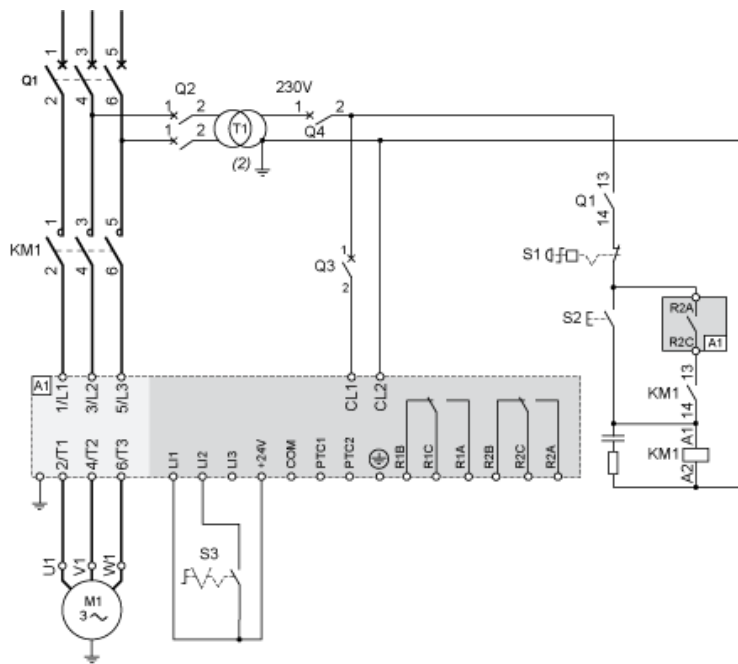 1 3 5
Q1
2 4 6
Q2
1 2
1 2
T1
(2)
230V
1 2
Q4
13
Q1
14
1 3 5
KM1
2 4 6
1
Q3
2
S1
S2
R2A
R2C
A1
13
KM1
14
A1
KM1
A2
A1
1/L1 3/L2 5/L3
CL1 CL2
2/T1 4/T2 6/T3
LI1 LI2 LI3 +24V COM PTC1 PTC2 R1B R1C R1A R2B R2C R2A
S3
U1 V1 W1
M1
3